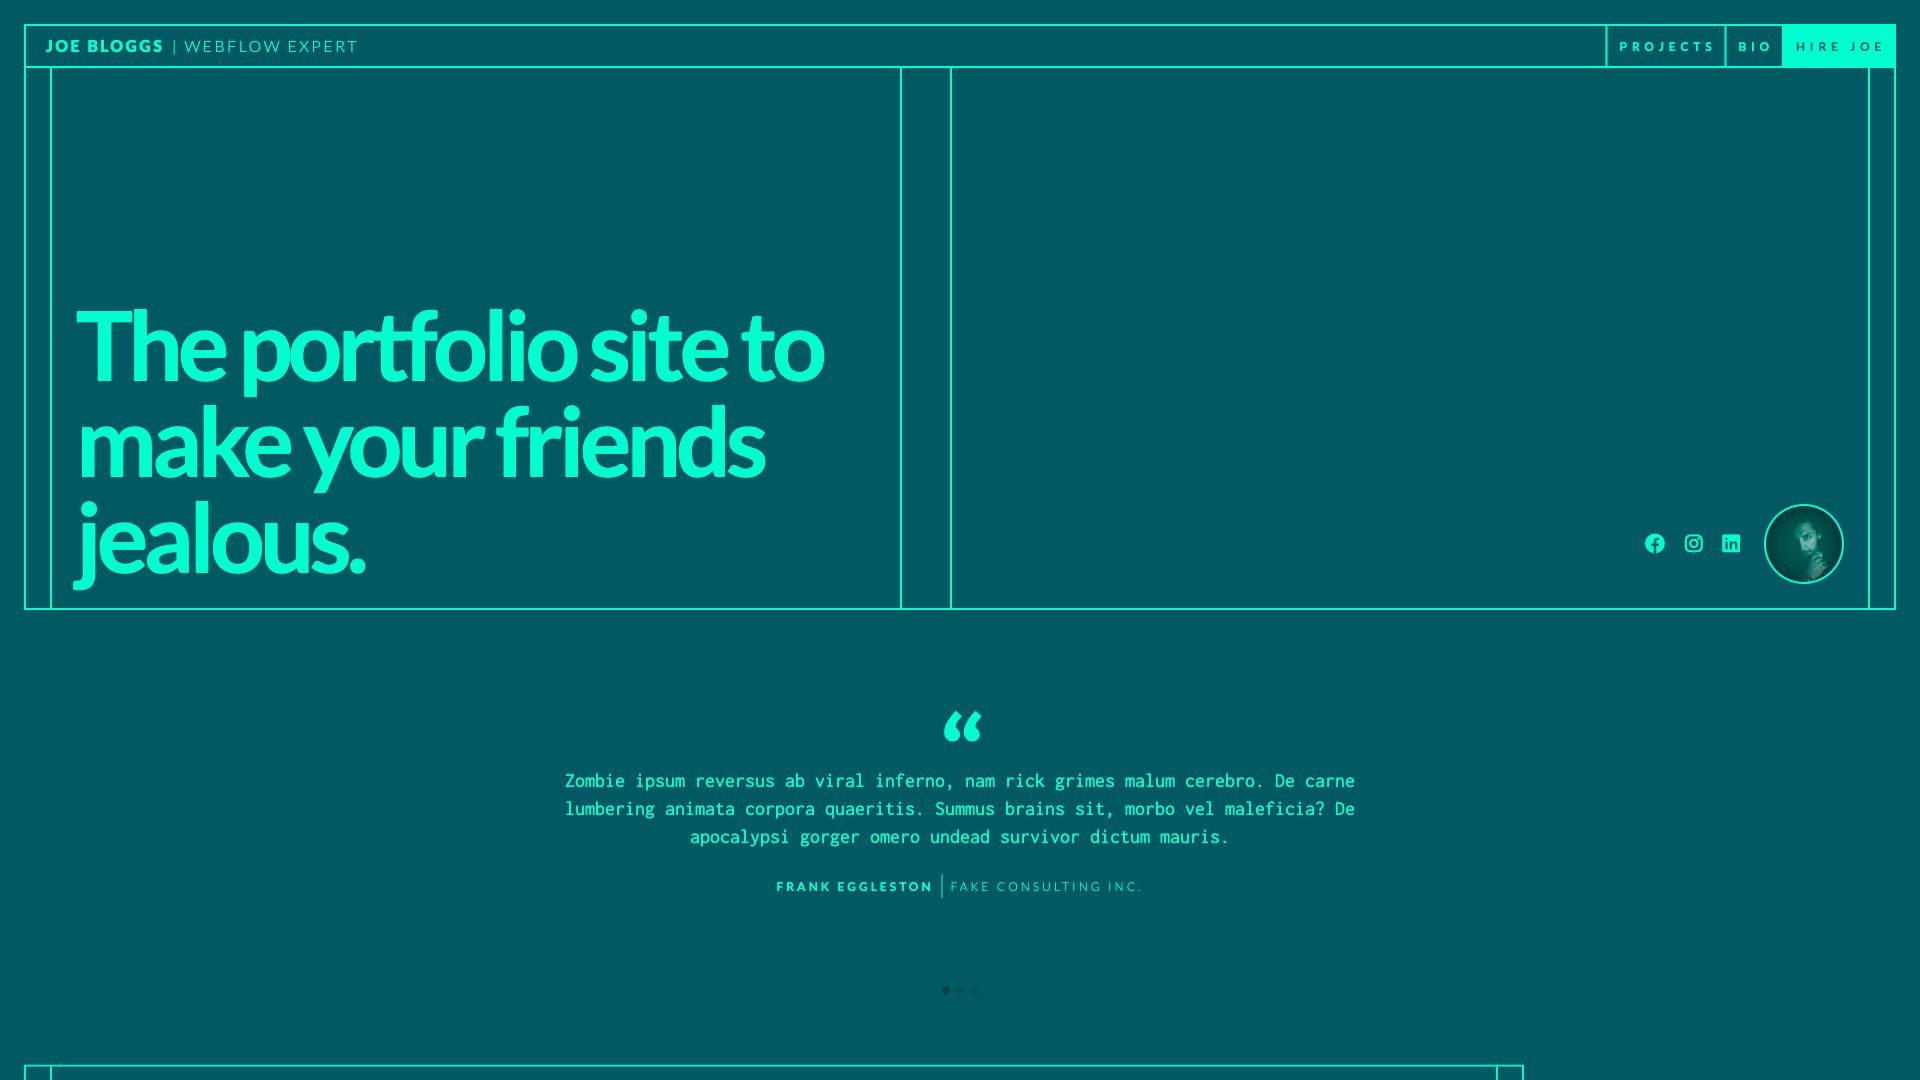 JOE BLOGGS | WEBFLOW EXPERT
PROJECTS
BIO
HIRE JOE
The portfolio site to
make your friends
jealous.
“
Zombie ipsum reversus ab viral inferno, nam rick grimes malum cerebro. De carne
lumbering animata corpora quaeritis. Summus brains sit, morbo vel maleficia? De
apocalypsi gorger omero undead survivor dictum mauris.
FRANK EGGLESTON | FAKE CONSULTING INC.